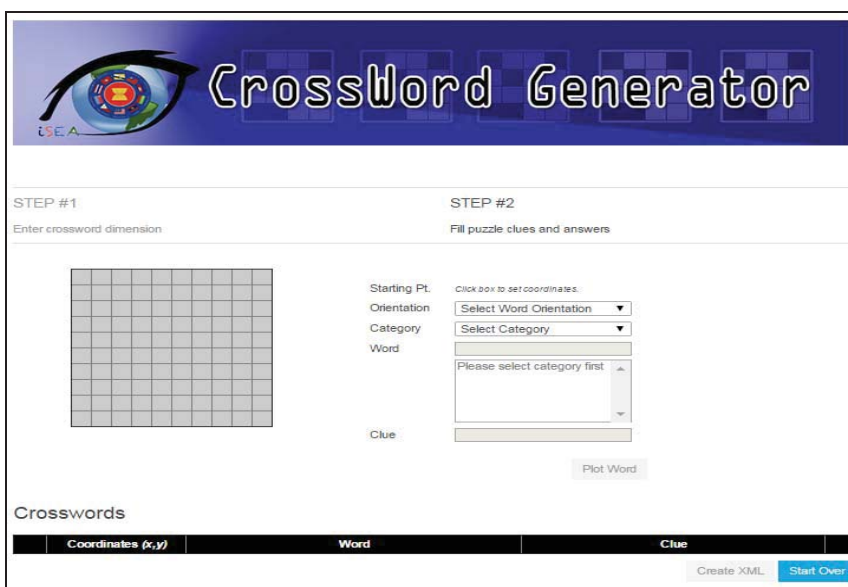 CrossWord Generator
iSEA
STEP #1
STEP #2
Enter crossword dimension
Fill puzzle clues and answers
Starting Pt. Click box to set coordinates.
Orientation Select Word Orientation
Category Select Category
Word
Please select category first
Clue
Plot Word
Crosswords
Coordinates (x,y) Word Clue
Create XML Start Over